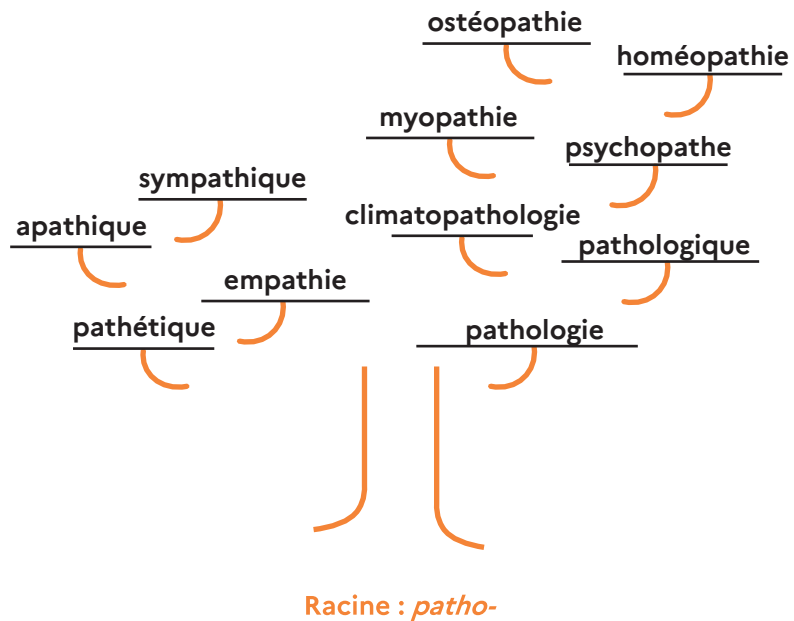 ostéopathie
homéopathie
myopathie
psychopathe
sympathique
climatopathologie
apathique
pathologique
empathie
pathétique
pathologie
Racine : patho-